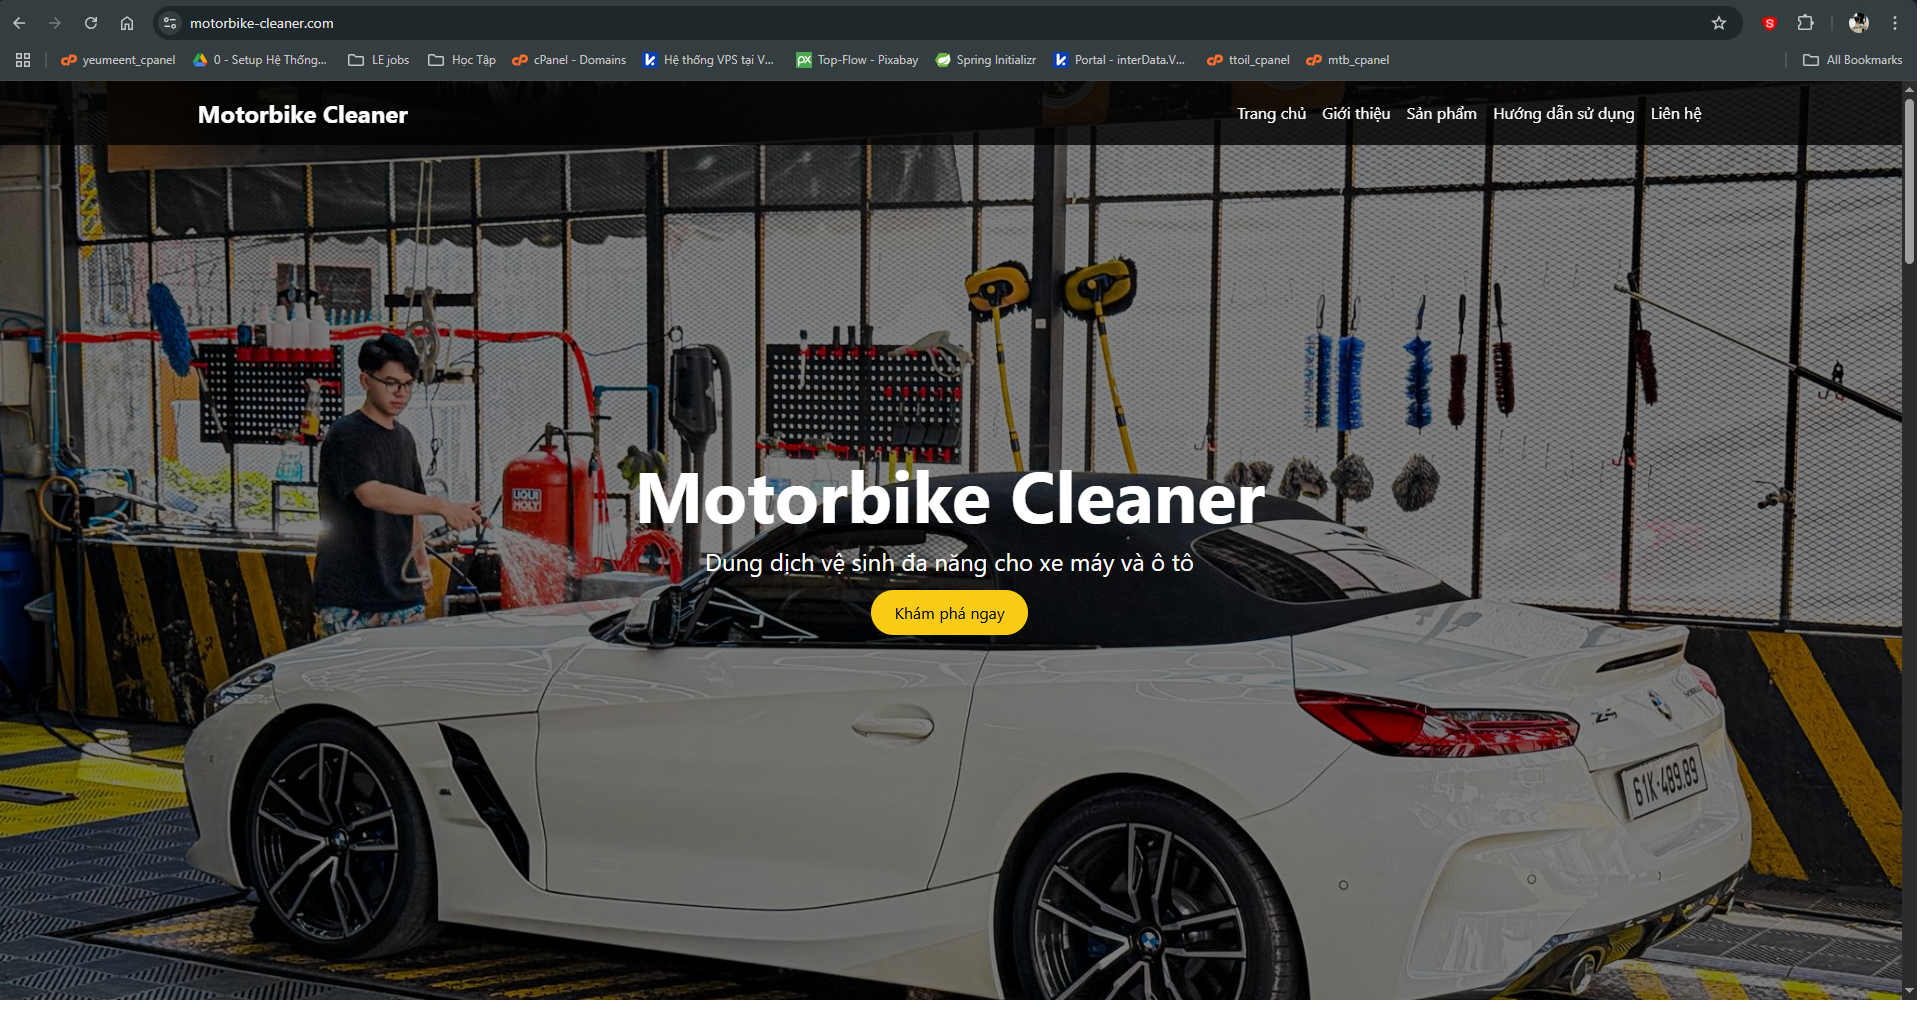 motorbike-cleaner.com
yeumeent_cpanel
0 - Setup Hệ Thống...
LE jobs
Học Tập
cPanel - Domains
Hệ thống VPS tại V...
Top-Flow - Pixabay
Spring Initializr
Portal - interData.V...
ttoil_cpanel
mtb_cpanel
All Bookmarks
Motorbike Cleaner
Trang chủ
Giới thiệu
Sản phẩm
Hướng dẫn sử dụng
Liên hệ
LIQUI
MOLY
Motorbike Cleaner
Dung dịch vệ sinh đa năng cho xe máy và ô tô
Khám phá ngay
Z4
61K-489.89